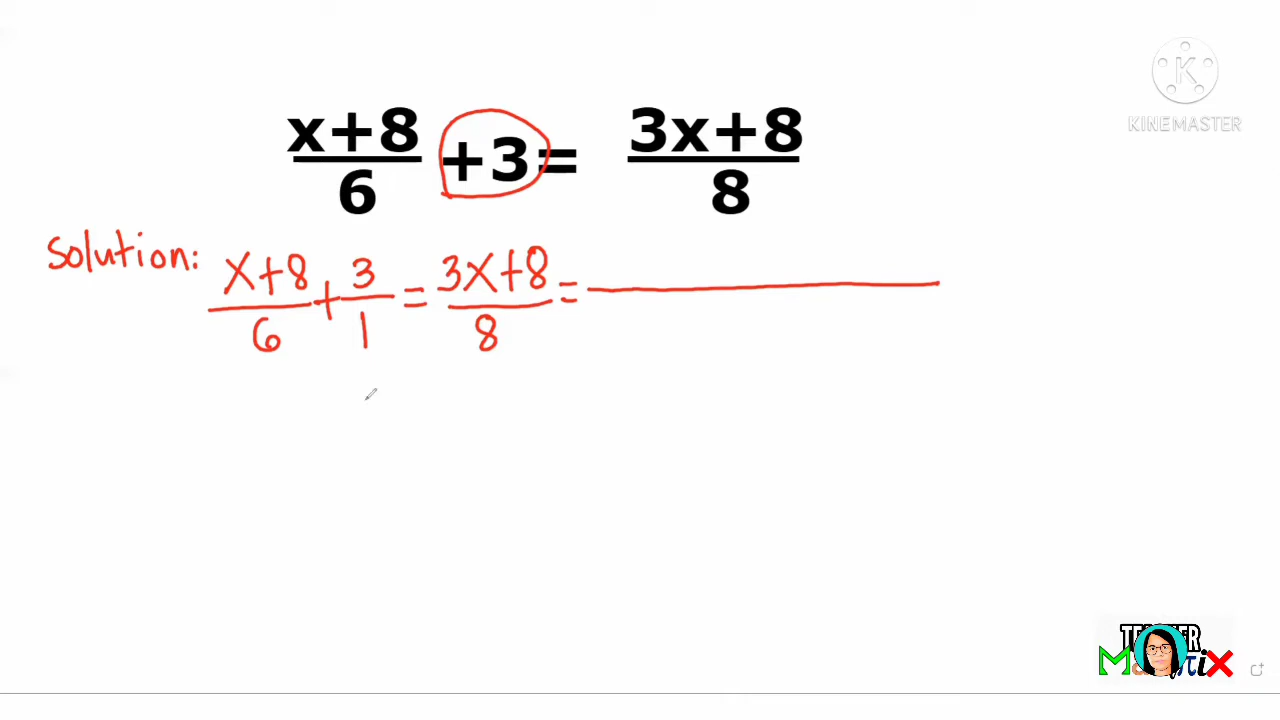 K
KINEMASTER
x+8/6 +3= 3x+8/8
Solution: x+8/6 + 3/1 = 3x+8/8 =